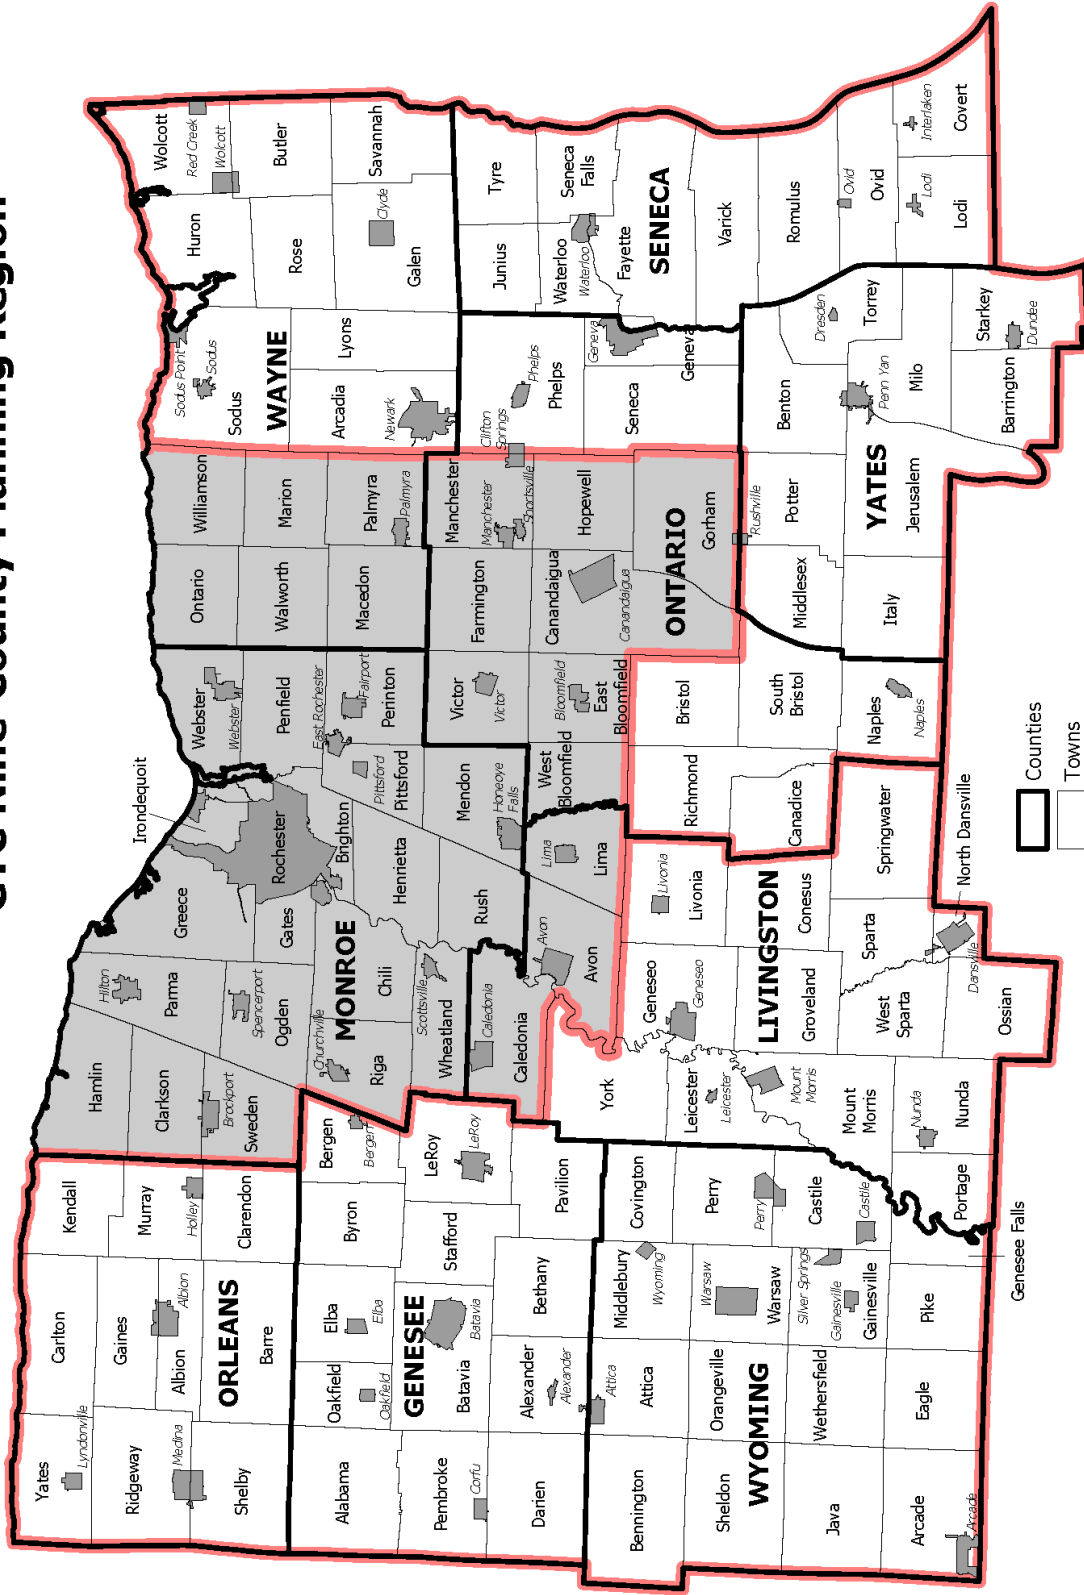 GTC Nine-County Planning Region
Irondequoit
Hamlin
Clarkson
Brockport
Sweden
Hilton
Parma
Spencerport
Ogden
Greece
Gates
Rochester
Brighton
Webster
Webster
Penfield
East Rochester
Fairport
Perinton
Pittsford
Pittsford
MONROE
Churchville
Riga
Chili
Scottsville
Wheatland
Henrietta
Rush
Mendon
Honeoye
Falls
Ontario
Walworth
Macedon
Williamson
Marion
Palmyra
Palmyra
Sodus Point
Sodus
Sodus
WAYNE
Arcadia
Lyons
Newark
Huron
Rose
Galen
Clyde
Wolcott
Red Creek
Wolcott
Butler
Savannah
Yates
Lyndonville
Ridgeway
Medina
Shelby
Carlton
Gaines
Albion
Albion
ORLEANS
Barre
Kendall
Murray
Holley
Clarendon
Alabama
Oakfield
Oakfield
Elba
Elba
Byron
Bergen
Bergen
GENESEE
Pembroke
Corfu
Batavia
Batavia
Stafford
LeRoy
LeRoy
Darien
Alexander
Alexander
Bethany
Pavilion
Caledonia
Caledonia
Avon
Avon
Lima
Lima
York
Geneseo
Geneseo
Livonia
Livonia
Leicester
Leicester
LIVINGSTON
Groveland
Conesus
Mount
Morris
Mount
Morris
West
Sparta
Sparta
Springwater
Nunda
Nunda
Portage
Ossian
Dansville
North Dansville
Bennington
Attica
Attica
Middlebury
Wyoming
Covington
Sheldon
Orangeville
Warsaw
Warsaw
Perry
Perry
WYOMING
Java
Wethersfield
Silver Springs
Gainesville
Gainesville
Castile
Castile
Arcade
Arcade
Eagle
Pike
Genesee Falls
Victor
Victor
Farmington
Manchester
Manchester
Shortsville
Clifton
Springs
Phelps
Phelps
West
Bloomfield
Bloomfield
East
Bloomfield
Canandaigua
Canandaigua
Hopewell
Seneca
Geneva
Geneva
ONTARIO
Gorham
Richmond
Bristol
Canadice
South
Bristol
Naples
Naples
Rushville
Middlesex
Potter
Benton
Dresden
Torrey
Italy
Jerusalem
YATES
Penn Yan
Milo
Barrington
Starkey
Dundee
Junius
Tyre
Waterloo
Waterloo
Seneca
Falls
Fayette
SENECA
Varick
Romulus
Ovid
Ovid
Lodi
Lodi
Interlaken
Covert
Counties
Towns